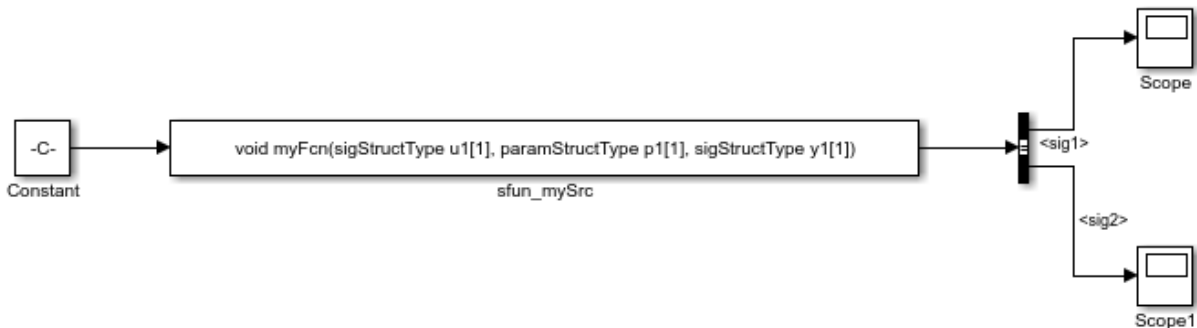 Scope
-C-
Constant
void myFcn(sigStructType u1[1], paramStructType p1[1], sigStructType y1[1])
sfun_mySrc
<sig1>
<sig2>
Scope1